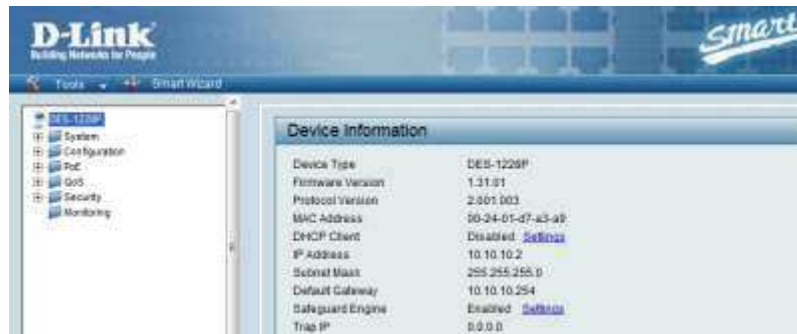 D-Link
Building Networks for People
smart
Tools
Smart Wizard
DES-1228P
System
Configuration
PoE
QoS
Security
Monitoring
Device Information
Device Type DES-1228P
Firmware Version 1.31.01
Protocol Version 2.001.003
MAC Address 00-24-01-d7-a3-a9
DHCP Client Disabled Settings
IP Address 10.10.10.2
Subnet Mask 255.255.255.0
Default Gateway 10.10.10.254
Safeguard Engine Enabled Settings
Trap IP 0.0.0.0